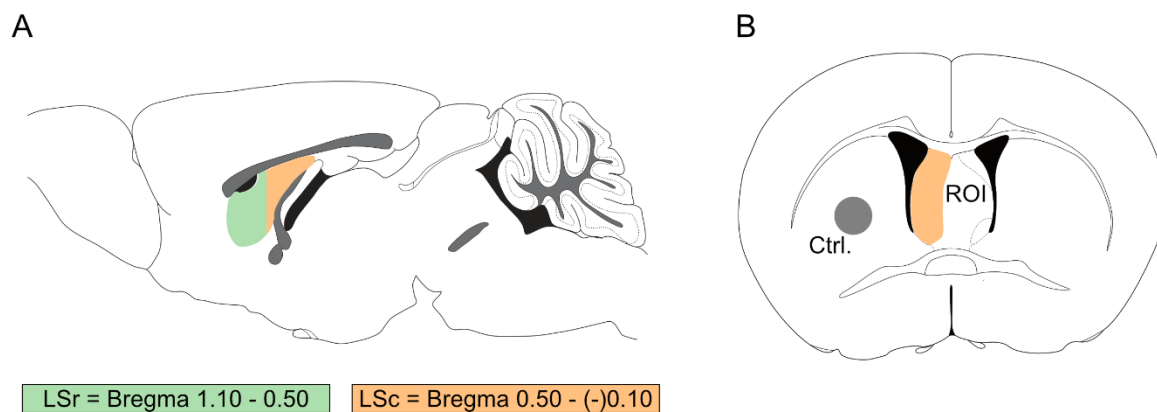 A
B
ROI
Ctrl.
LSr = Bregma 1.10 - 0.50
LSc = Bregma 0.50 - (-)0.10